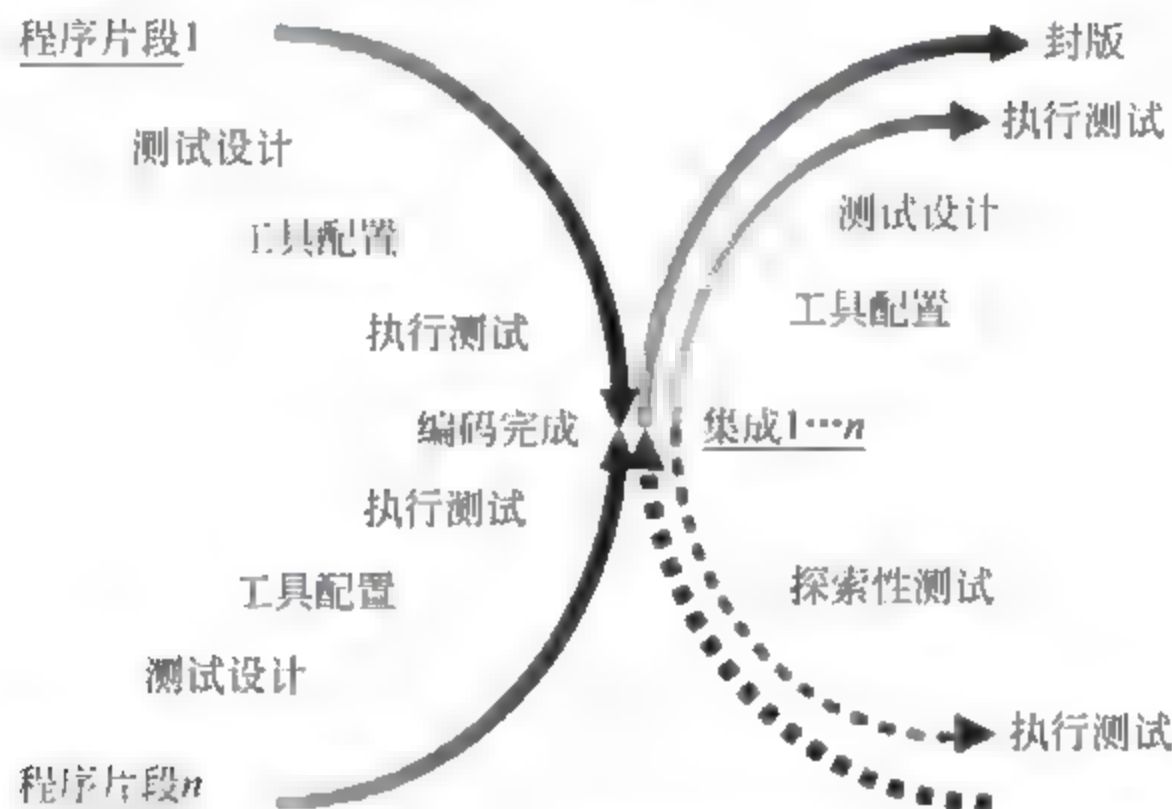 程序片段1
封版
执行测试
测试设计
测试设计
工具配置
工具配置
执行测试
编码完成
集成1…n
执行测试
探索性测试
工具配置
测试设计
执行测试
程序片段n